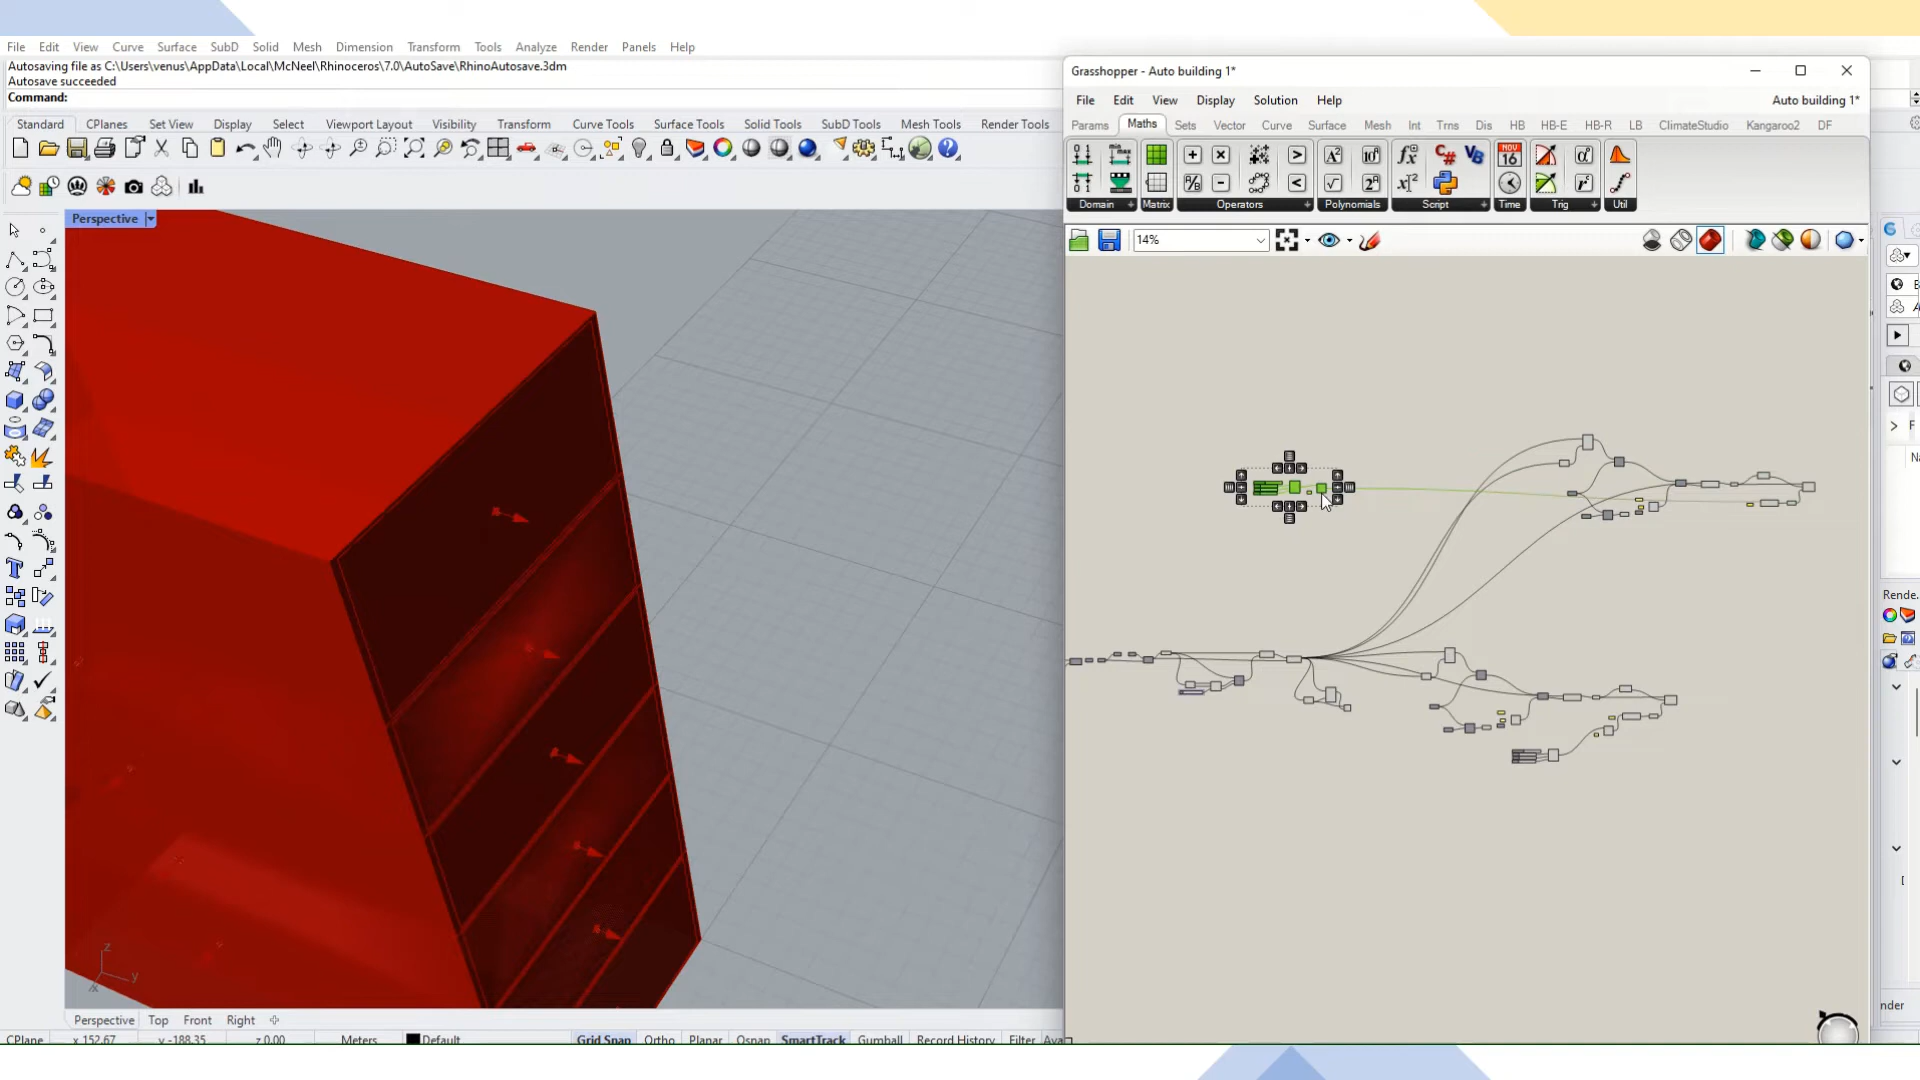 File Edit View Curve Surface SubD Solid Mesh Dimension Transform Tools Analyze Render Panels Help
Autosaving file as C:\Users\venus\AppData\Local\McNeel\Rhinoceros\7.0\AutoSave\RhinoAutosave.3dm
Autosave succeeded
Command:
Standard CPlanes Set View Display Select Viewport Layout Visibility Transform Curve Tools Surface Tools Solid Tools SubD Tools Mesh Tools Render Tools
Perspective
z
y
x
Perspective Top Front Right
CPlane x 152.67 y -188.35 z 0.00 Meters Default Grid Snap Ortho Planar Osnap SmartTrack Gumball Record History Filter
Grasshopper - Auto building 1*
File Edit View Display Solution Help Auto building 1*
Params Maths Sets Vector Curve Surface Mesh Int Trns Dis HB HB-E HB-R LB ClimateStudio Kangaroo2 DF
Domain Matrix Operators Polynomials Script Time Trig Util
14%
Rende.